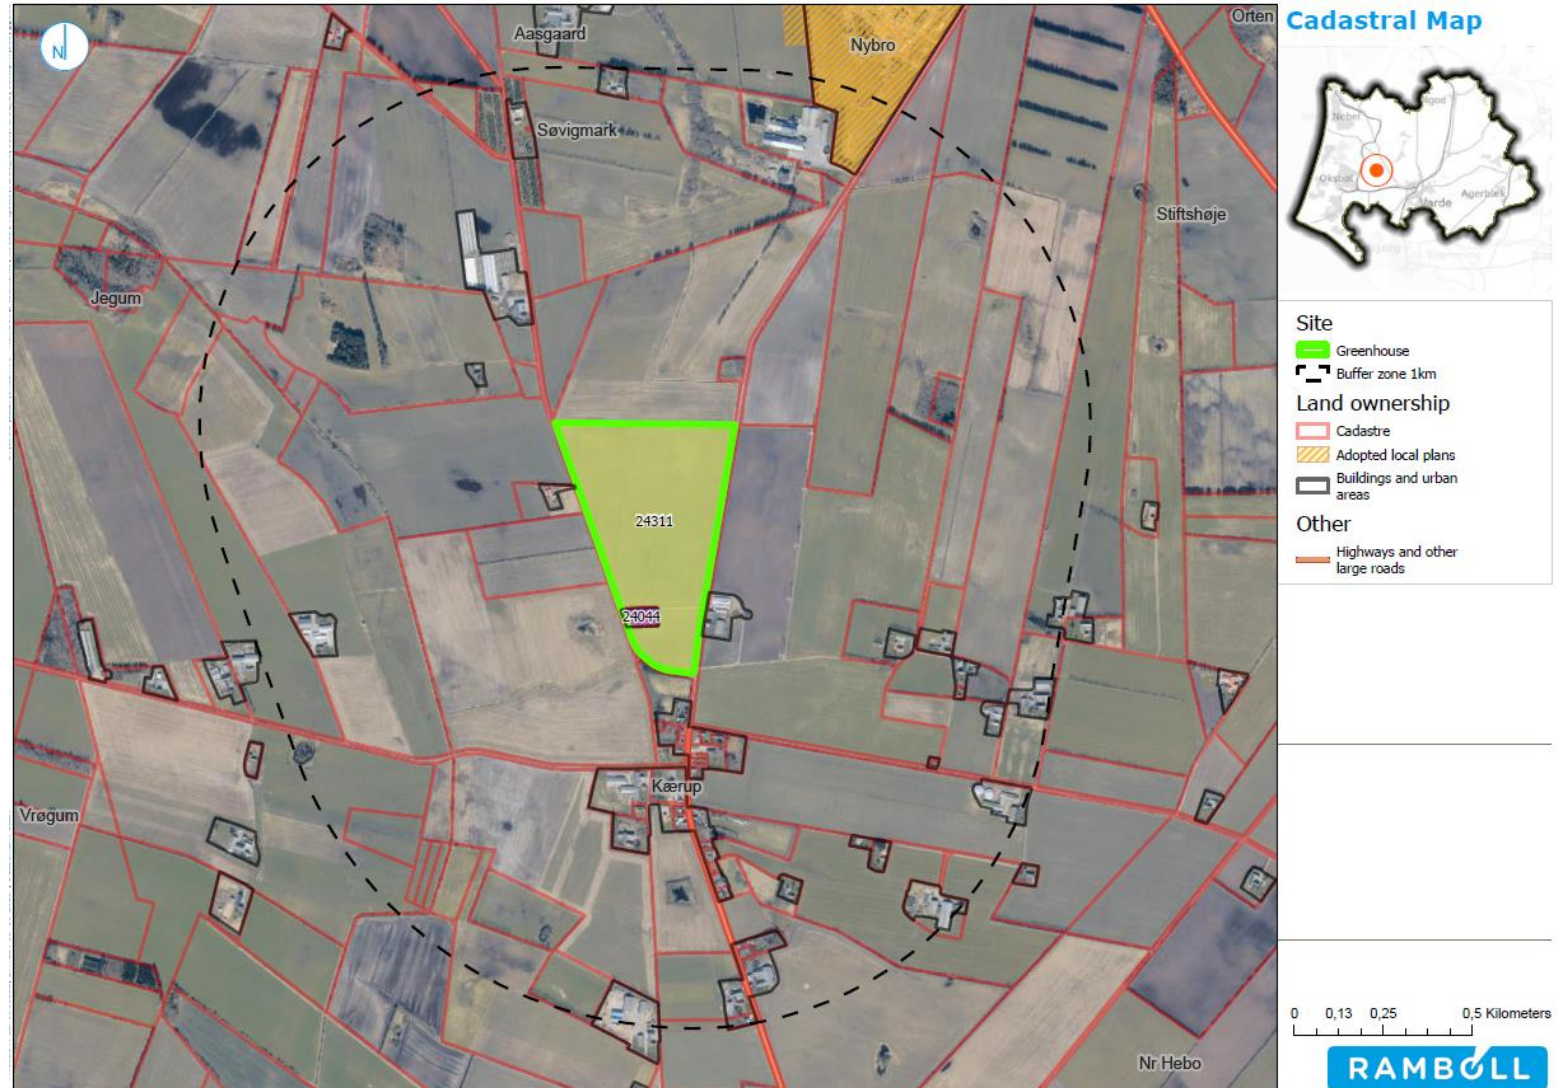 Orten
Aasgaard
Nybro
N
Søvigmark
Stiftshøje
Jegum
24311
24044
Kærup
Vrøgum
Nr Hebo
Cadastral Map
Nebel
Oksbøl
Varde
Agerbæk
Site
Greenhouse
Buffer zone 1km
Land ownership
Cadastre
Adopted local plans
Buildings and urban
areas
Other
Highways and other
large roads
0 0,13 0,25 0,5 Kilometers
RAMBOLL